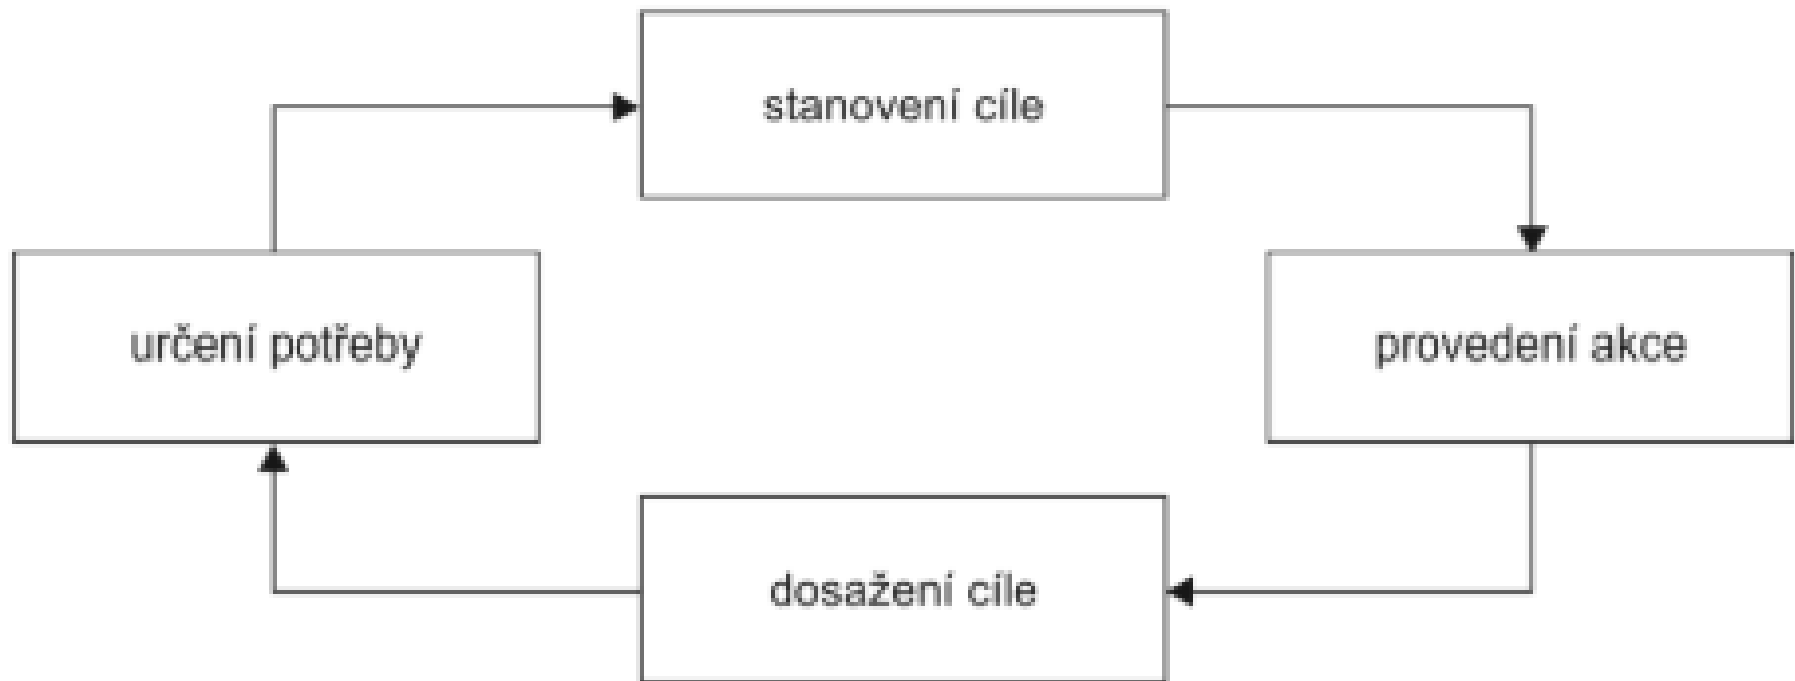 stanovení cíle
určení potřeby
provedení akce
dosažení cíle